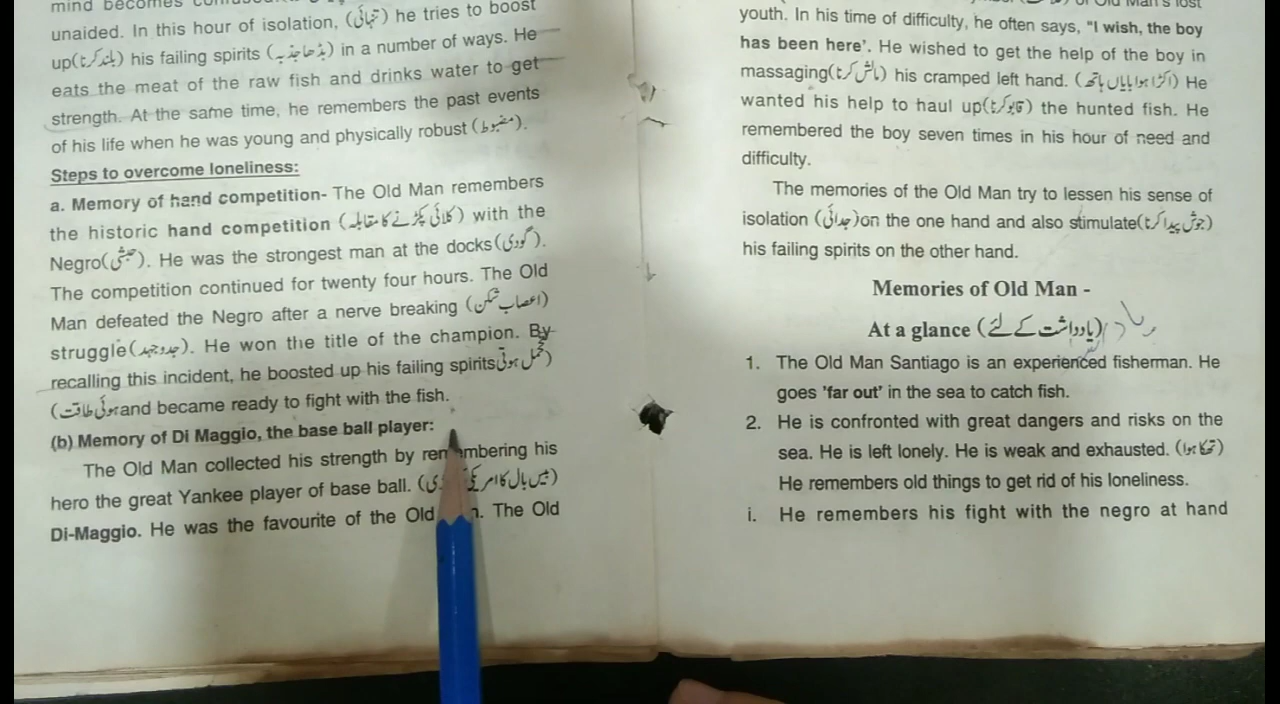 mind becomes
unaided. In this hour of isolation, (تنہائی) he tries to boost
up(بلند کرنا) his failing spirits in a number of ways. He
eats the meat of the raw fish and drinks water to get
strength. At the same time, he remembers the past events
of his life when he was young and physically robust (مضبوط).
Steps to overcome loneliness:
a. Memory of hand competition- The Old Man remembers
the historic hand competition (کلائی پکڑنے کا مقابلہ) with the
Negro(حبشی). He was the strongest man at the docks(گودی).
The competition continued for twenty four hours. The Old
Man defeated the Negro after a nerve breaking (اعصاب شکن)
struggle(جدوجہد). He won the title of the champion. By
recalling this incident, he boosted up his failing spirits
(ہوئی طاقت) and became ready to fight with the fish.
(b) Memory of Di Maggio, the base ball player:
The Old Man collected his strength by remembering his
hero the great Yankee player of base ball. (بیس بال کا
Di-Maggio. He was the favourite of the Old The Old
of Old Man's lost
youth. In his time of difficulty, he often says, "I wish, the boy
has been here'. He wished to get the help of the boy in
massaging(مالش کرنا) his cramped left hand. (اکڑا ہوا بایاں ہاتھ) He
wanted his help to haul up(قابو کرنا) the hunted fish. He
remembered the boy seven times in his hour of need and
difficulty.
The memories of the Old Man try to lessen his sense of
isolation (جدائی)on the one hand and also stimulate(جوش پیدا کرنا)
his failing spirits on the other hand.
Memories of Old Man -
At a glance (یادداشت کے لئے)
1. The Old Man Santiago is an experienced fisherman. He
goes 'far out' in the sea to catch fish.
2. He is confronted with great dangers and risks on the
sea. He is left lonely. He is weak and exhausted. (تھکا ہوا)
He remembers old things to get rid of his loneliness.
i. He remembers his fight with the negro at hand